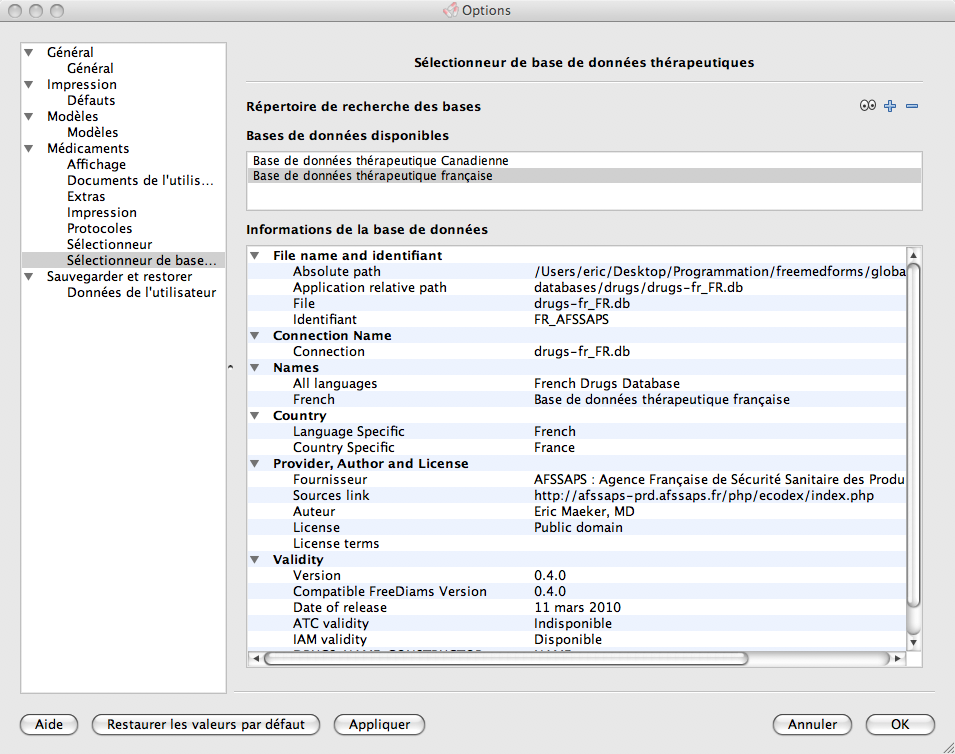 Options
Général
Général
Impression
Défauts
Modèles
Modèles
Médicaments
Affichage
Documents de l'utilis...
Extras
Impression
Protocoles
Sélectionneur
Sélectionneur de base...
Sauvegarder et restorer
Données de l'utilisateur
Sélectionneur de base de données thérapeutiques
Répertoire de recherche des bases
Bases de données disponibles
Base de données thérapeutique Canadienne
Base de données thérapeutique française
Informations de la base de données
File name and identifiant
Absolute path /Users/eric/Desktop/Programmation/freemedforms/globa
Application relative path databases/drugs/drugs-fr_FR.db
File drugs-fr_FR.db
Identifiant FR_AFSSAPS
Connection Name
Connection drugs-fr_FR.db
Names
All languages French Drugs Database
French Base de données thérapeutique française
Country
Language Specific French
Country Specific France
Provider, Author and License
Fournisseur AFSSAPS : Agence Française de Sécurité Sanitaire des Produ
Sources link http://afssaps-prd.afssaps.fr/php/ecodex/index.php
Auteur Eric Maeker, MD
License Public domain
License terms
Validity
Version 0.4.0
Compatible FreeDiams Version 0.4.0
Date of release 11 mars 2010
ATC validity Indisponible
IAM validity Disponible
Aide Restaurer les valeurs par défaut Appliquer Annuler OK